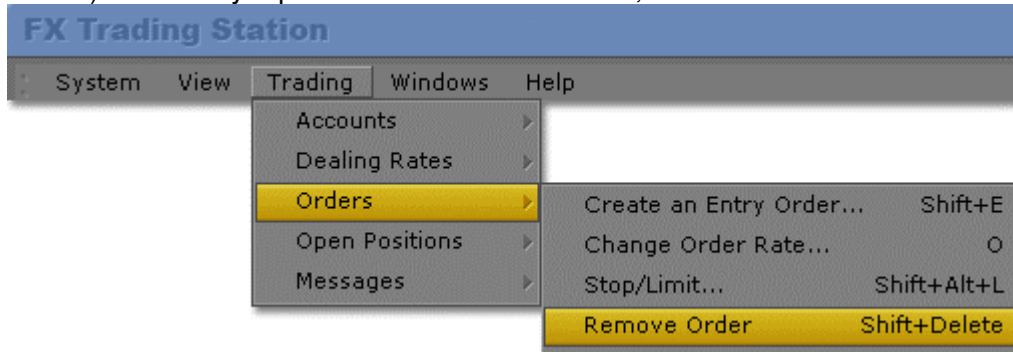 FX Trading Station
System View Trading Windows Help
Accounts
Dealing Rates
Orders
Open Positions
Messages
Create an Entry Order... Shift+E
Change Order Rate... O
Stop/Limit... Shift+Alt+L
Remove Order Shift+Delete